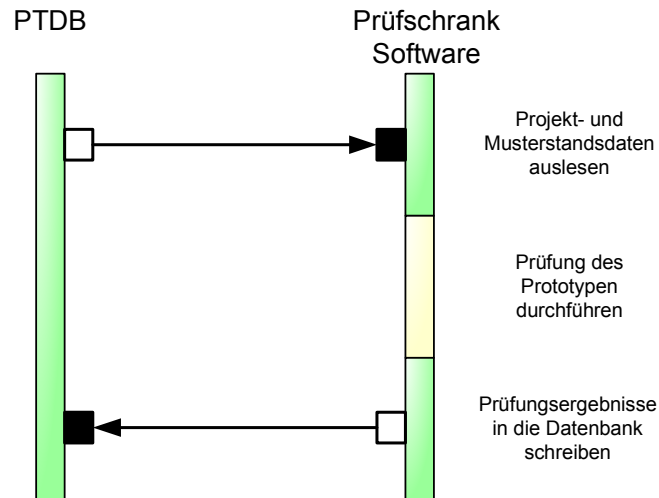 PTDB
Prüfschrank
Software
Projekt- und
Musterstandsdaten
auslesen
Prüfung des
Prototypen
durchführen
Prüfungsergebnisse
in die Datenbank
schreiben